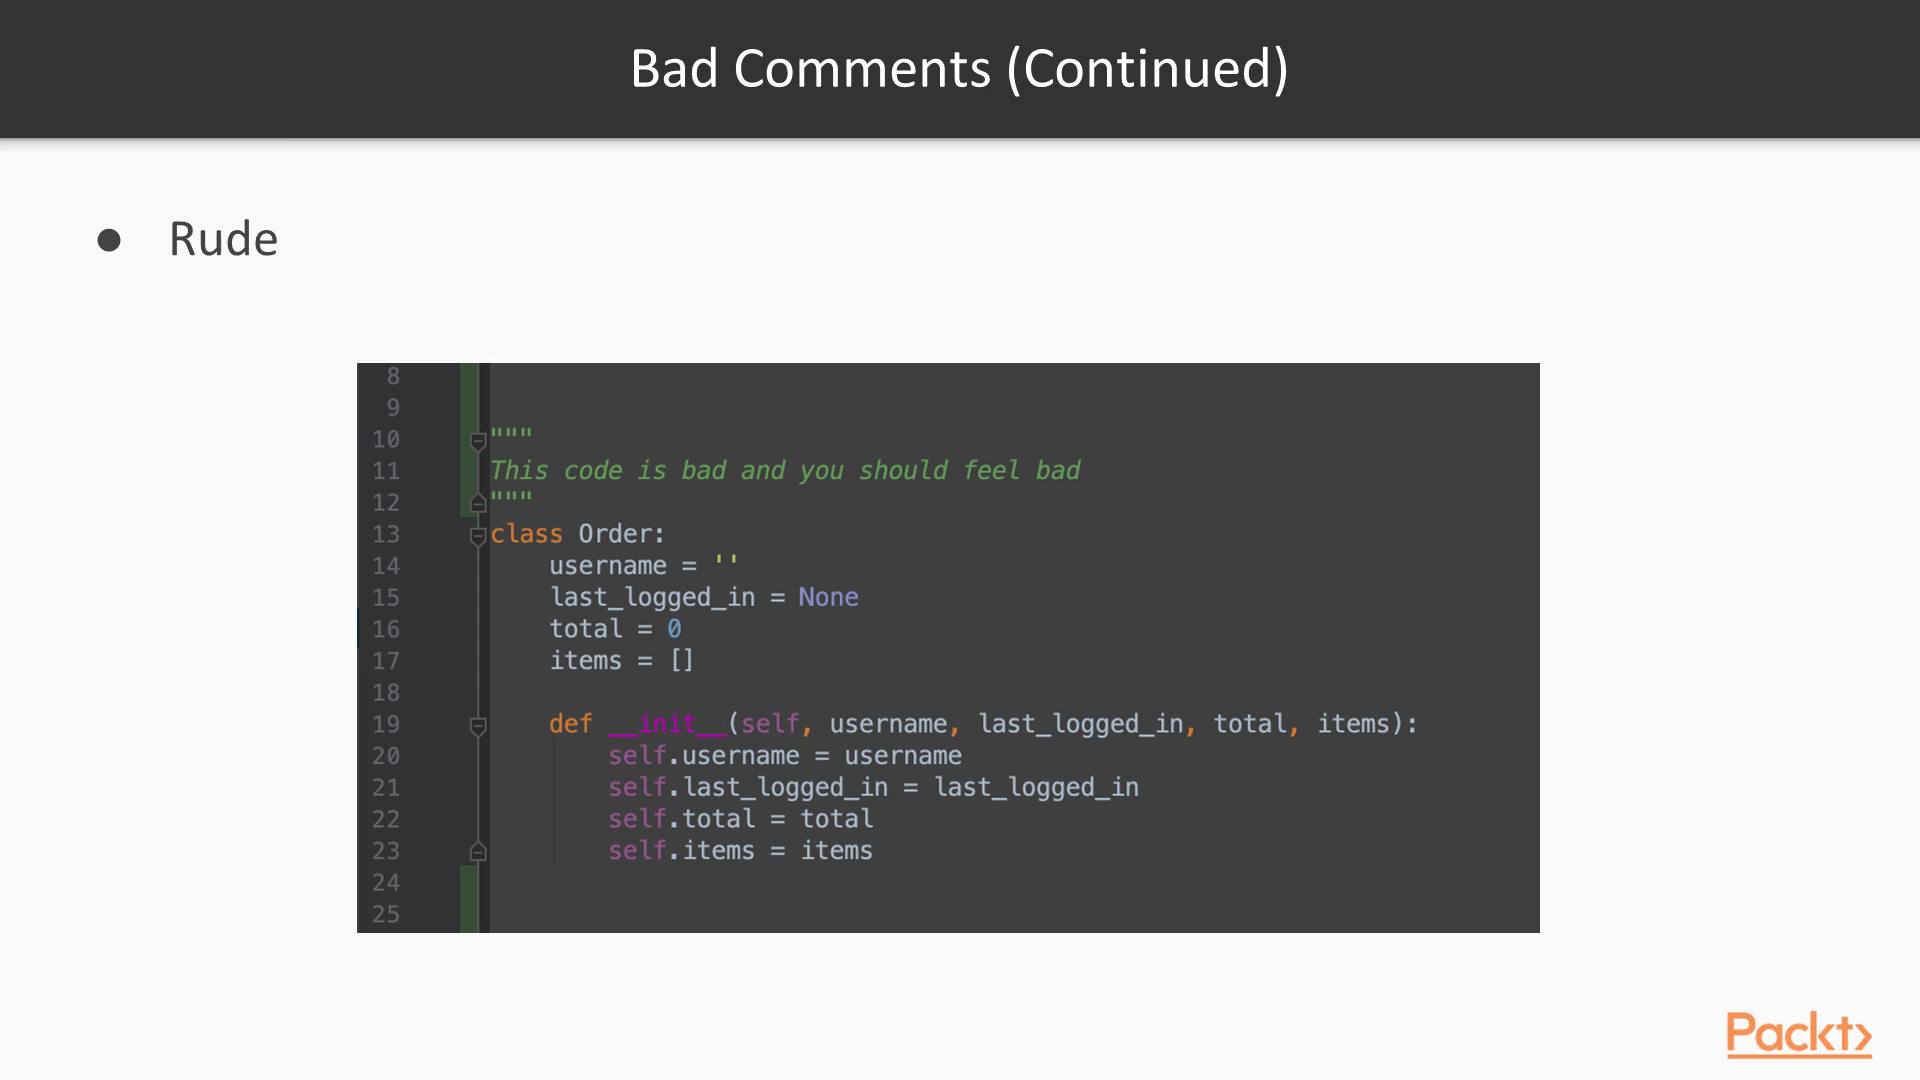 Bad Comments (Continued)
● Rude
8
9
10 """
11 This code is bad and you should feel bad
12 """
13 class Order:
14     username = ''
15     last_logged_in = None
16     total = 0
17     items = []
18
19     def __init__(self, username, last_logged_in, total, items):
20         self.username = username
21         self.last_logged_in = last_logged_in
22         self.total = total
23         self.items = items
24
25
Packt>